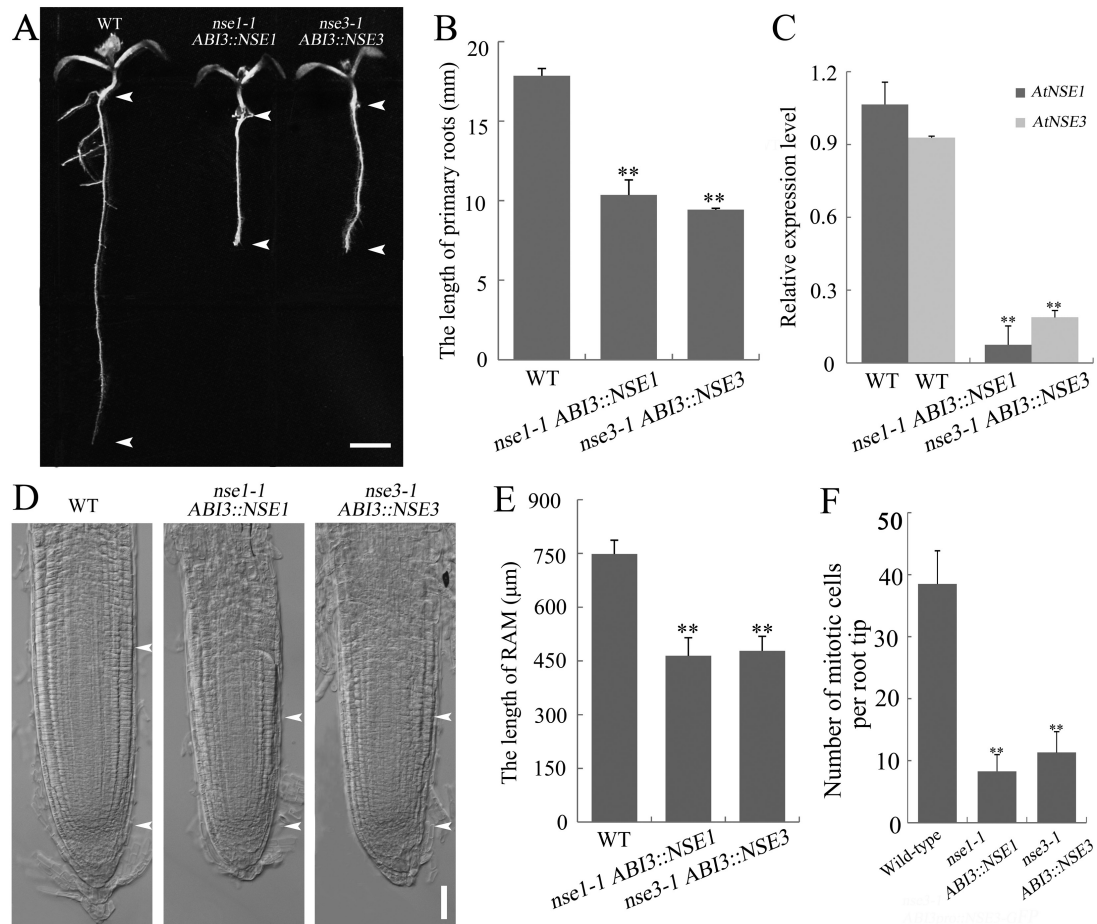 A
WT
nse1-1
ABI3::NSE1
nse3-1
ABI3::NSE3
B
The length of primary roots (mm)
20
16
12
8
4
0
WT
nse1-1 ABI3::NSE1
nse3-1 ABI3::NSE3
**
**
C
Relative expression level
1.2
0.9
0.6
0.3
0
AtNSE1
AtNSE3
**
**
WT
WT
nse1-1 ABI3::NSE1
nse3-1 ABI3::NSE3
D
WT
nse1-1
ABI3::NSE1
nse3-1
ABI3::NSE3
E
The length of RAM (μm)
900
750
600
450
300
150
0
**
**
WT
nse1-1 ABI3::NSE1
nse3-1 ABI3::NSE3
F
Number of mitotic cells
per root tip
50
40
30
20
10
0
**
**
Wild-type
nse1-1
ABI3::NSE1
nse3-1
ABI3::NSE3